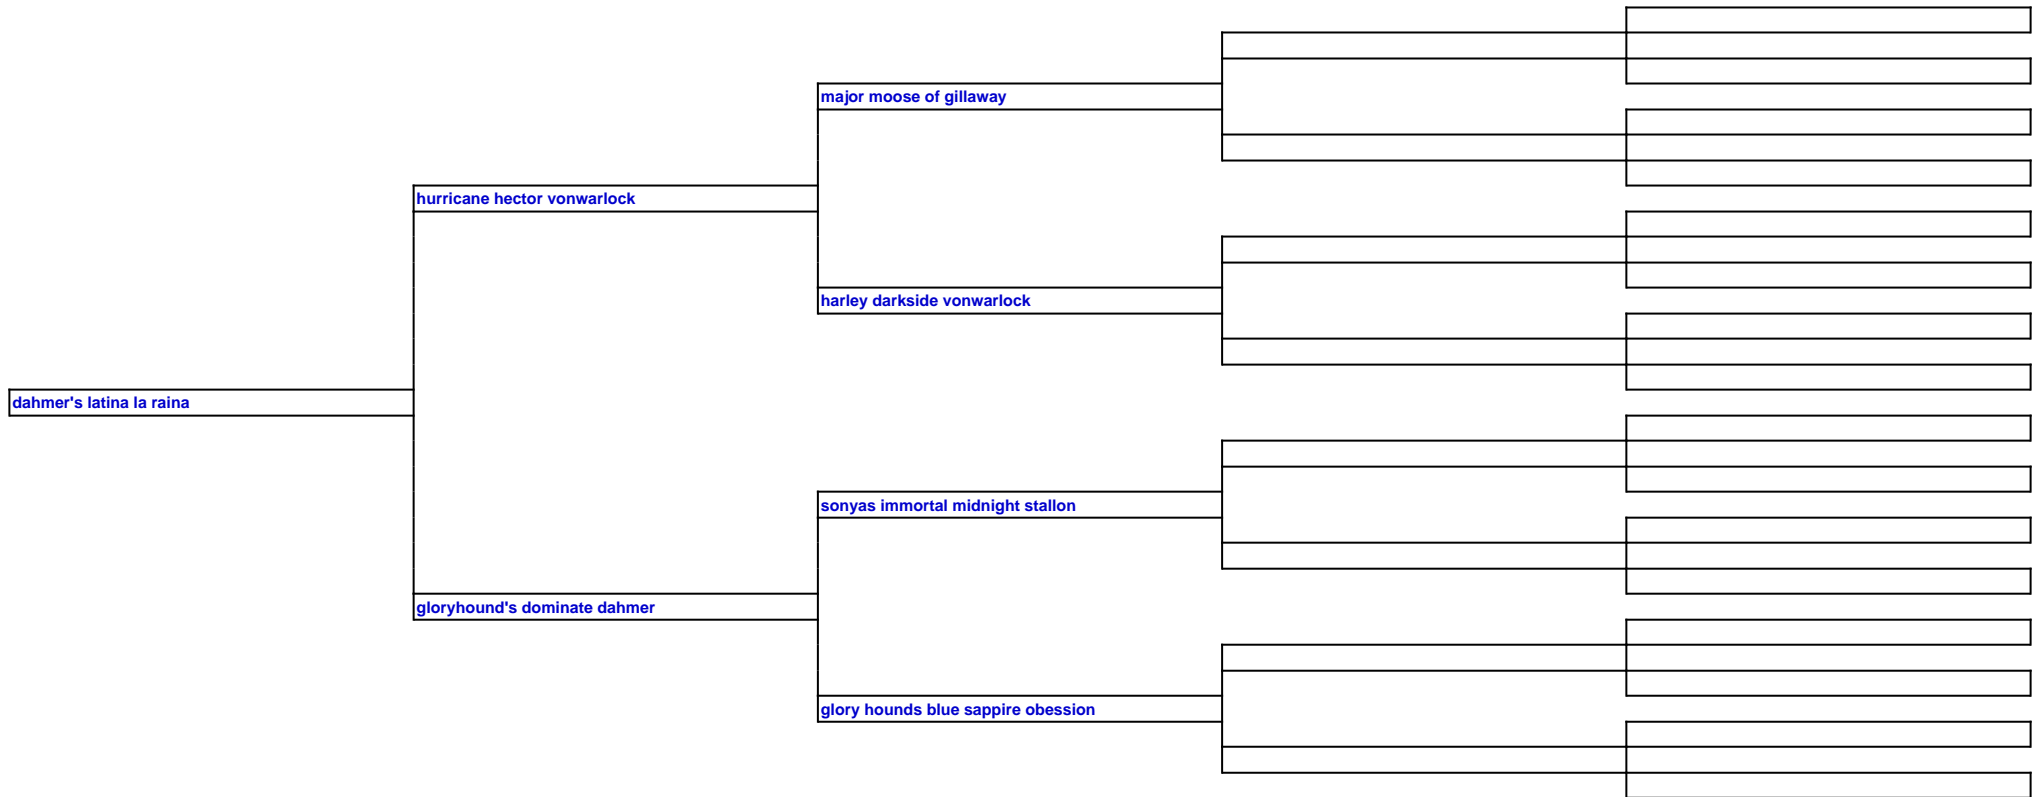 major moose of gillaway
hurricane hector vonwarlock
harley darkside vonwarlock
dahmer's latina la raina
sonyas immortal midnight stallon
gloryhound's dominate dahmer
glory hounds blue sappire obession